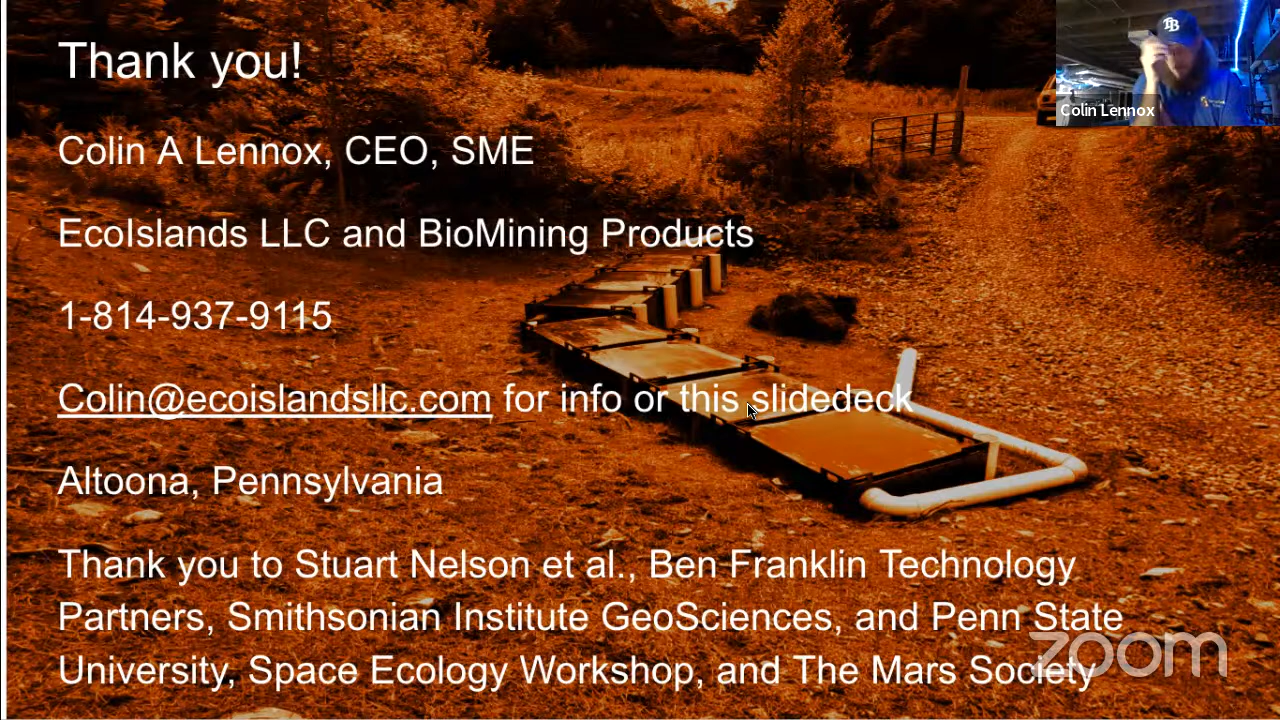 Thank you!
Colin A Lennox, CEO, SME
EcoIslands LLC and BioMining Products
1-814-937-9115
Colin@ecoislandsllc.com for info or this slidedeck
Altoona, Pennsylvania
Thank you to Stuart Nelson et al., Ben Franklin Technology
Partners, Smithsonian Institute GeoSciences, and Penn State
University, Space Ecology Workshop, and The Mars Society
TB
Colin Lennox
zoom